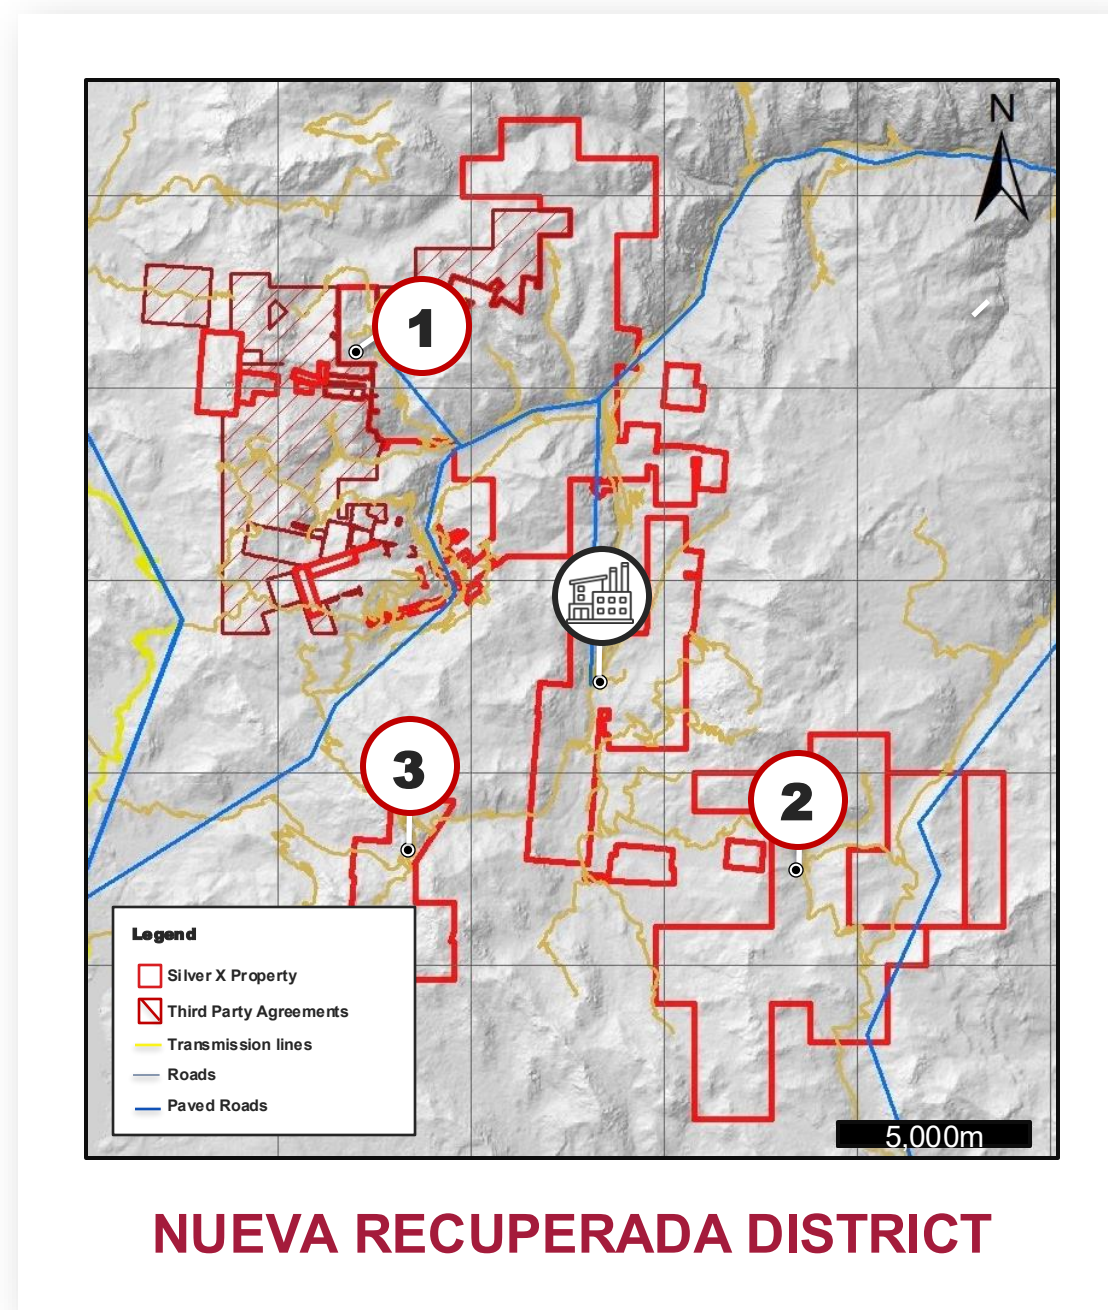 N
1
3
2
Legend
Silver X Property
Third Party Agreements
Transmission lines
Roads
Paved Roads
5,000m
NUEVA RECUPERADA DISTRICT